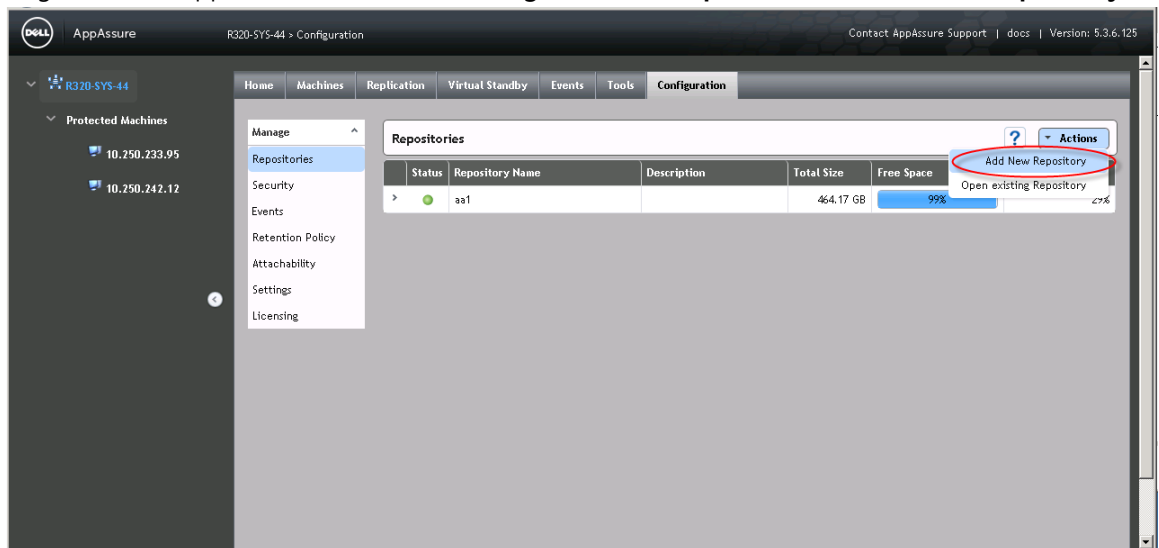 DELL AppAssure R320-SYS-44 > Configuration Contact AppAssure Support | docs | Version: 5.3.6.125
R320-SYS-44
Protected Machines
10.250.233.95
10.250.242.12
Home Machines Replication Virtual Standby Events Tools Configuration
Manage
Repositories
Security
Events
Retention Policy
Attachability
Settings
Licensing
Repositories ? Actions
Add New Repository
Open existing Repository
Status Repository Name Description Total Size Free Space
aa1 464.17 GB 99% 29%